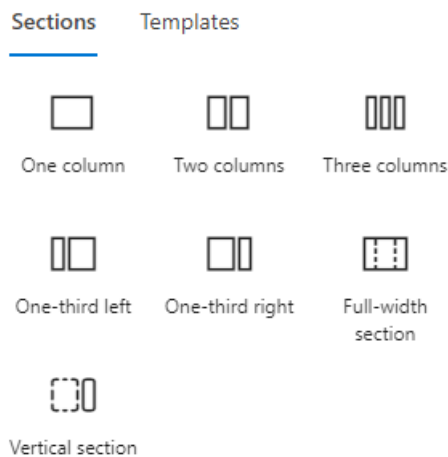 Sections Templates
One column Two columns Three columns
One-third left One-third right Full-width
section
Vertical section